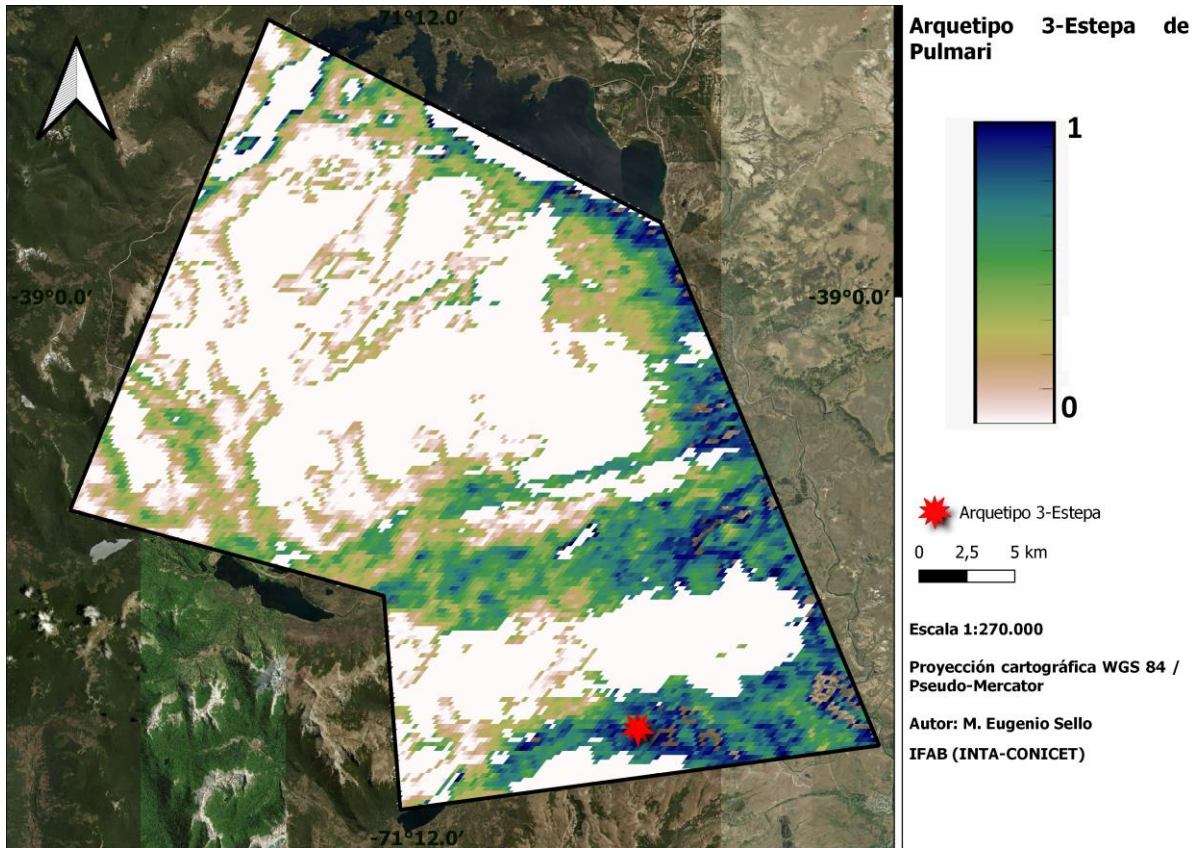 -71°12.0′
-39°0.0′
-39°0.0′
-71°12.0′
Arquetipo 3-Estepa de
Pulmari
1
0
Arquetipo 3-Estepa
0 2,5 5 km
Escala 1:270.000
Proyección cartográfica WGS 84 /
Pseudo-Mercator
Autor: M. Eugenio Sello
IFAB (INTA-CONICET)